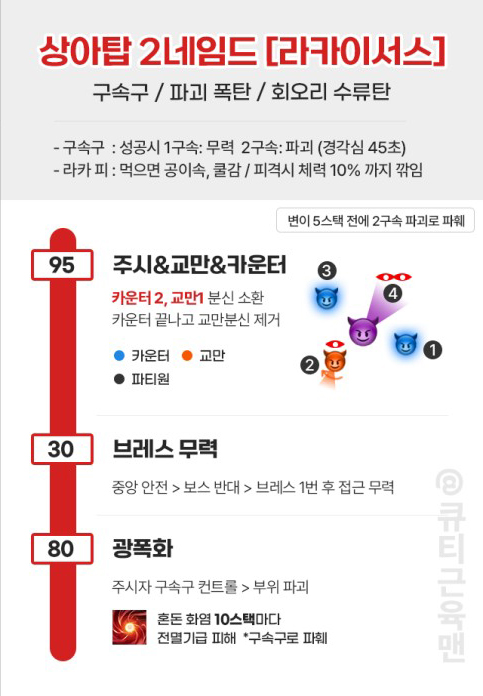 상아탑 2네임드 [라카이서스]
구속구 / 파괴 폭탄 / 회오리 수류탄
- 구속구 : 성공시 1구속: 무력 2구속: 파괴 (경각심 45초)
- 라카 피 : 먹으면 공이속, 쿨감 / 피격시 체력 10% 까지 깎임
변이 5스택 전에 2구속 파괴로 파훼
95 주시&교만&카운터
카운터 2, 교만1 분신 소환
카운터 끝나고 교만분신 제거
카운터 교만
파티원
3
4
1
2
30 브레스 무력
중앙 안전 > 보스 반대 > 브레스 1번 후 접근 무력
80 광폭화
주시자 구속구 컨트롤 > 부위 파괴
혼돈 화염 10스택마다
전멸기급 피해 *구속구로 파훼
@큐티교육맨